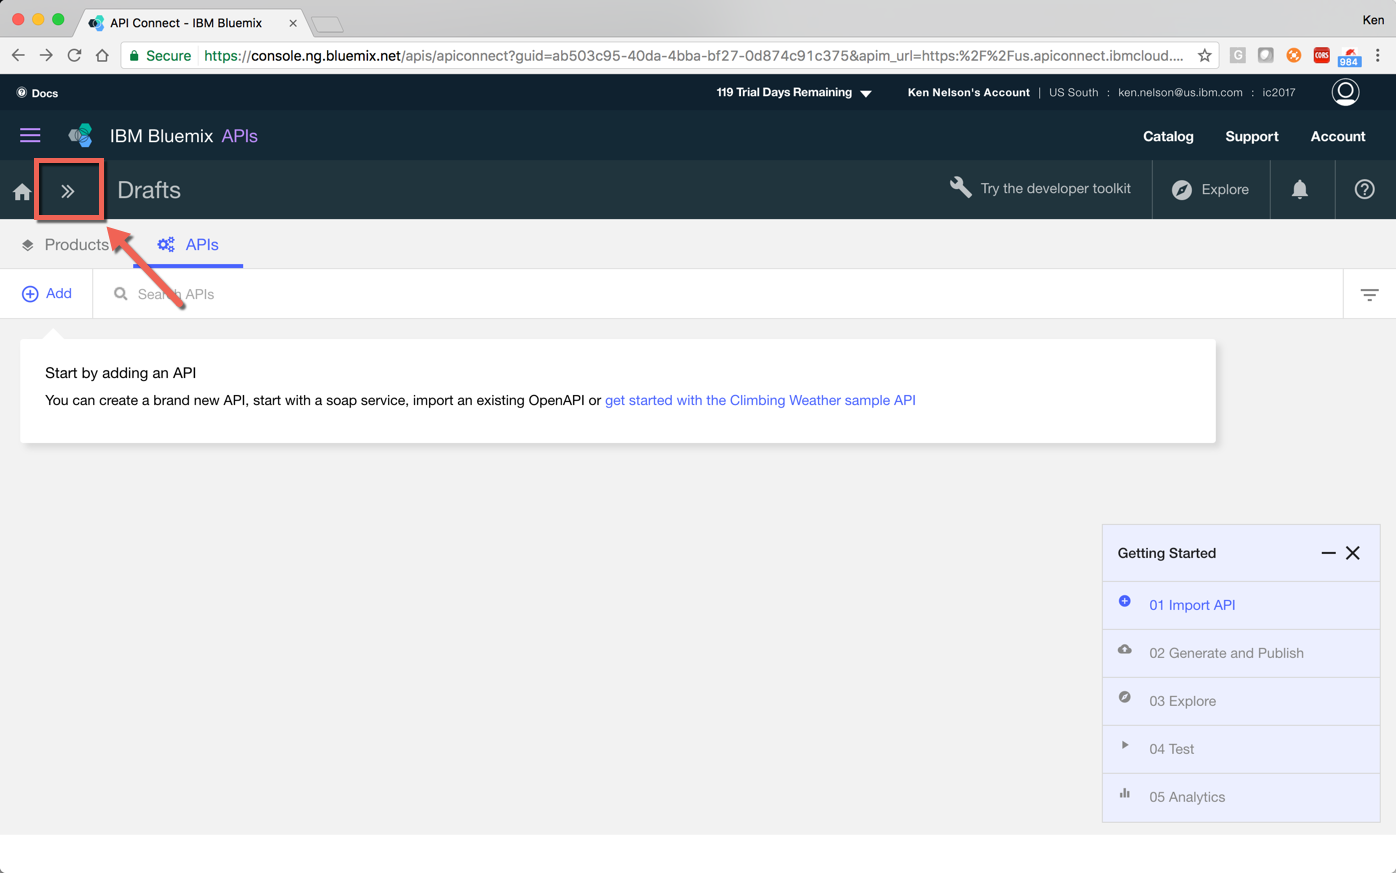 API Connect - IBM Bluemix
Ken
Secure https://console.ng.bluemix.net/apis/apiconnect?guid=ab503c95-40da-4bba-bf27-0d874c91c375&apim_url=https:%2F%2Fus.apiconnect.ibmcloud....
G
CORS
984
Docs
119 Trial Days Remaining
Ken Nelson's Account | US South : ken.nelson@us.ibm.com : ic2017
IBM Bluemix APIs
Catalog
Support
Account
Drafts
Try the developer toolkit
Explore
Products
APIs
Add
Search APIs
Start by adding an API
You can create a brand new API, start with a soap service, import an existing OpenAPI or get started with the Climbing Weather sample API
Getting Started
01 Import API
02 Generate and Publish
03 Explore
04 Test
05 Analytics